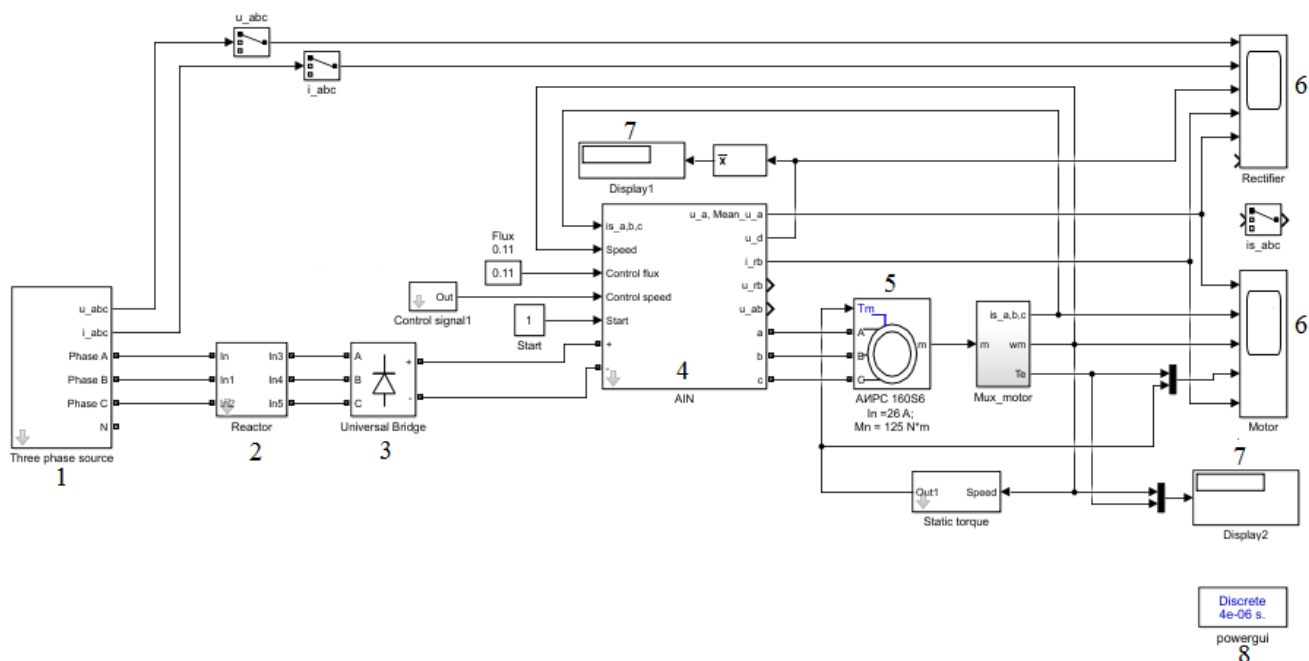 u_abc
i_abc
6
Rectifier
7
Display1
x
is_abc
Flux
0.11
0.11
Out
Control signal1
1
Start
is_a,b,c
Speed
Control flux
Control speed
Start
+
-
u_a, Mean_u_a
u_d
i_rb
u_rb
u_ab
a
b
c
4
AIN
u_abc
i_abc
Phase A
Phase B
Phase C
N
Three phase source
1
In
In1
In2
In3
In4
In5
Reactor
2
A
B
C
+
-
Universal Bridge
3
5
Tm
A
B
C
m
АИРС 160S6
In =26 A;
Mn = 125 N*m
m
is_a,b,c
wm
Te
Mux_motor
6
Motor
Out1
Speed
Static torque
7
Display2
Discrete
4e-06 s.
powergui
8